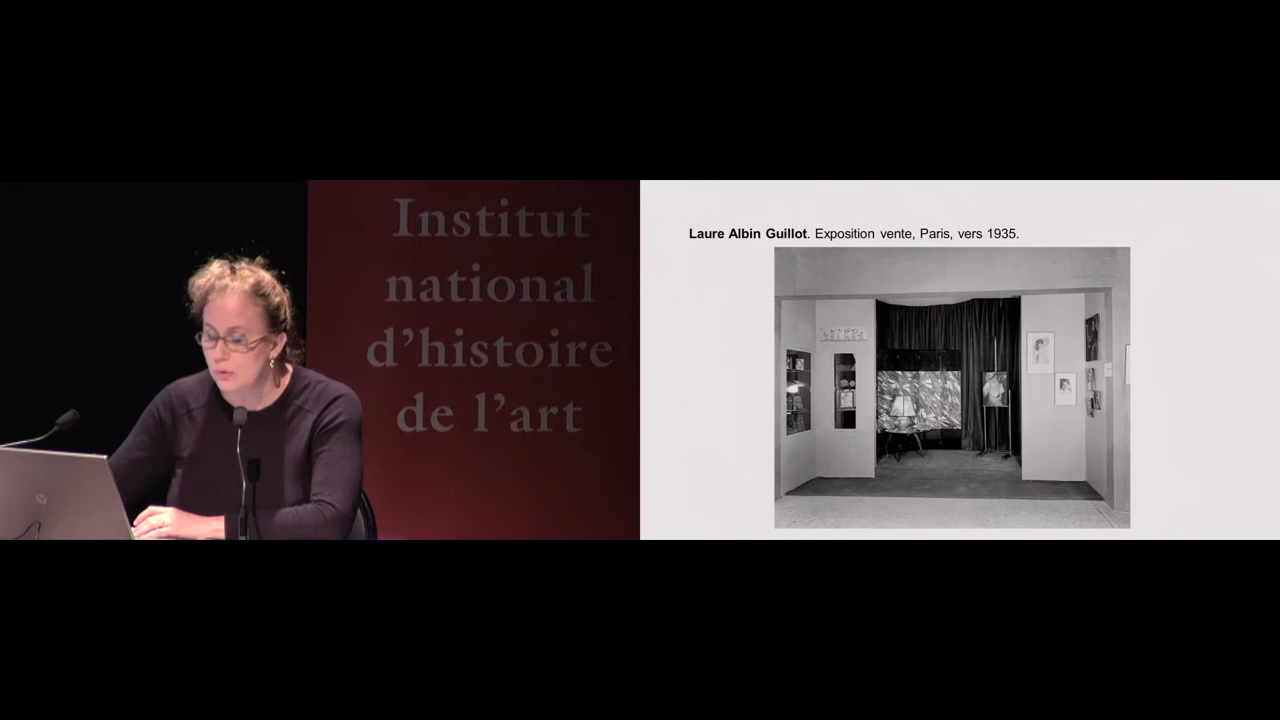 Institut
national
d'histoire
de l'art
Laure Albin Guillot. Exposition vente, Paris, vers 1935.